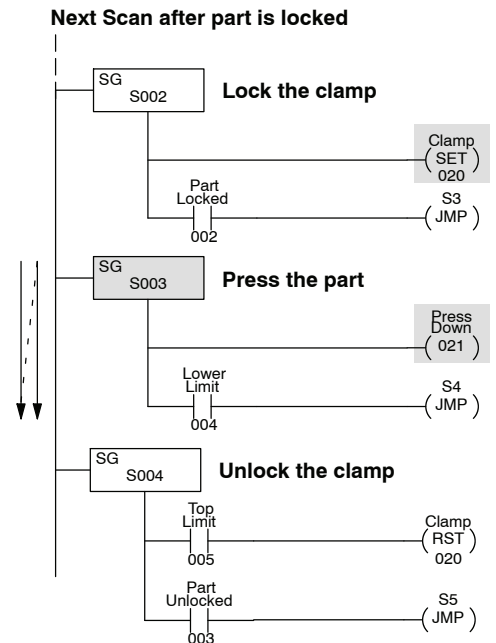 Next Scan after part is locked
SG
S002
Lock the clamp
Clamp
SET
020
Part
Locked
002
S3
JMP
SG
S003
Press the part
Press
Down
021
Lower
Limit
004
S4
JMP
SG
S004
Unlock the clamp
Top
Limit
005
Clamp
RST
020
Part
Unlocked
003
S5
JMP